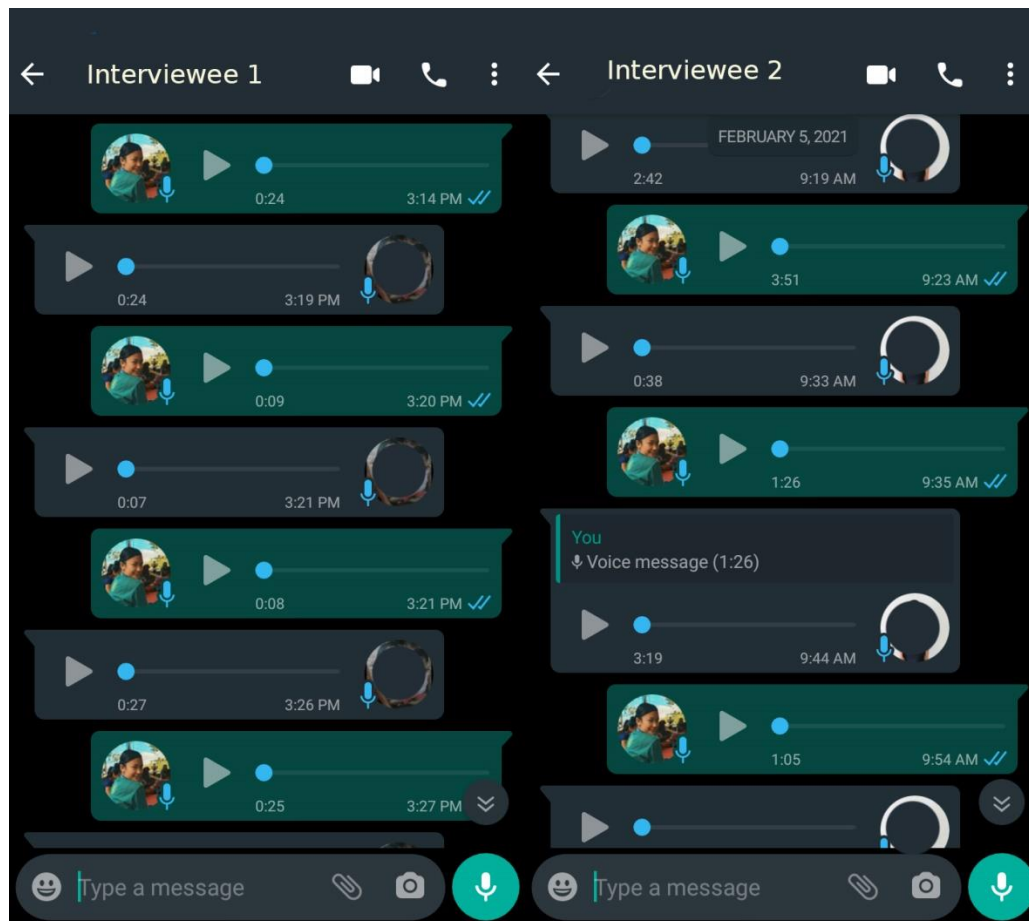 Interviewee 1
0:24 3:14 PM
0:24 3:19 PM
0:09 3:20 PM
0:07 3:21 PM
0:08 3:21 PM
0:27 3:26 PM
0:25 3:27 PM
Type a message
Interviewee 2
FEBRUARY 5, 2021
2:42 9:19 AM
3:51 9:23 AM
0:38 9:33 AM
1:26 9:35 AM
You
Voice message (1:26)
3:19 9:44 AM
1:05 9:54 AM
Type a message